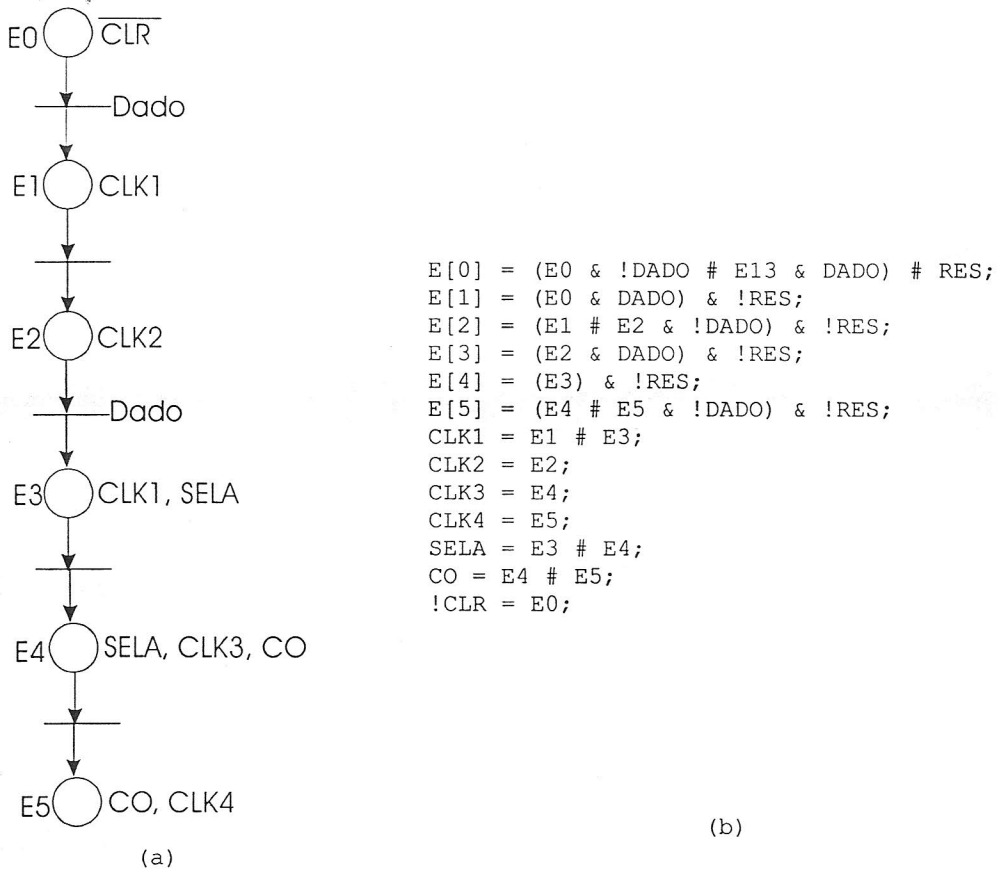 E0 C̅L̅R̅
Dado
E1 CLK1
E2 CLK2
Dado
E3 CLK1, SELA
E4 SELA, CLK3, CO
E5 CO, CLK4
(a)
E[0] = (E0 & !DADO # E13 & DADO) # RES;
E[1] = (E0 & DADO) & !RES;
E[2] = (E1 # E2 & !DADO) & !RES;
E[3] = (E2 & DADO) & !RES;
E[4] = (E3) & !RES;
E[5] = (E4 # E5 & !DADO) & !RES;
CLK1 = E1 # E3;
CLK2 = E2;
CLK3 = E4;
CLK4 = E5;
SELA = E3 # E4;
CO = E4 # E5;
!CLR = E0;
(b)